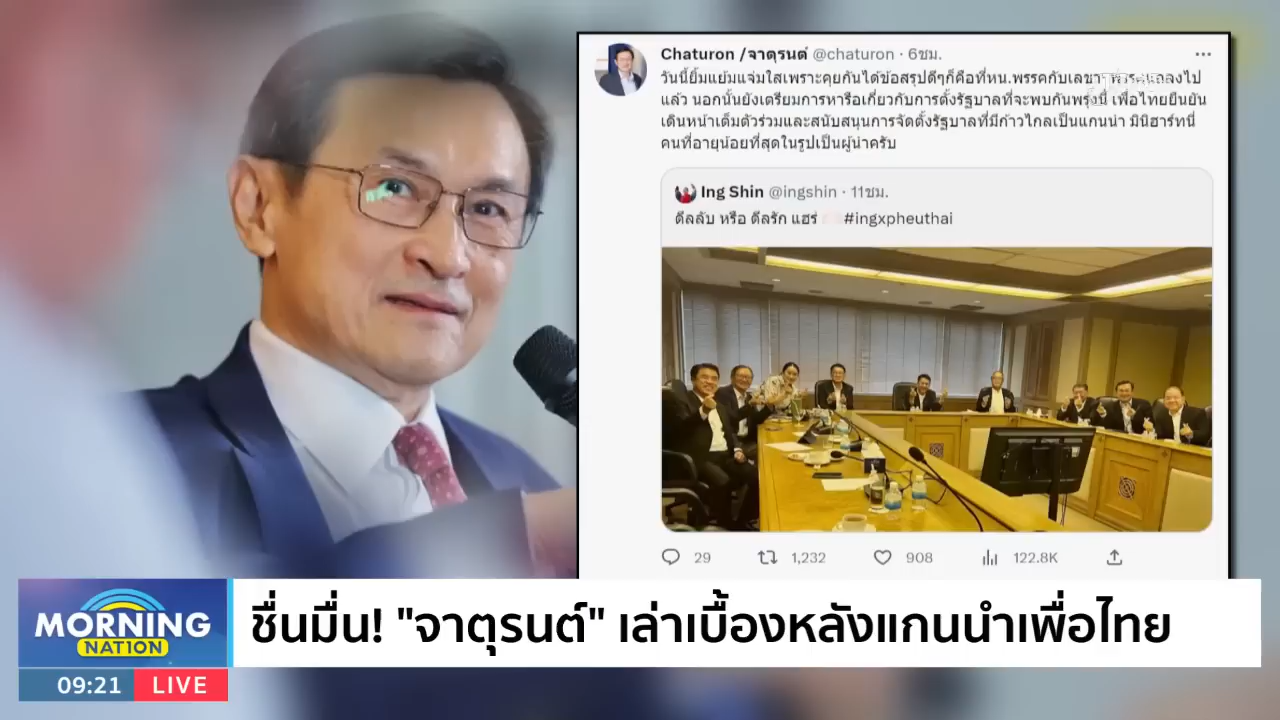 Chaturon /จาตุรนต์ @chaturon · 6ชม.
วันนี้ยิ้มแย้มแจ่มใสเพราะคุยกันได้ข้อสรุปดีๆก็คือที่หน.พรรคกับเลขาฯ
แล้ว นอกนั้นยังเตรียมการหารือเกี่ยวกับการตั้งรัฐบาลที่จะพบกันพรุ่งนี้ เพื่อไทยยืนยัน
เดินหน้าเต็มตัวร่วมและสนับสนุนการจัดตั้งรัฐบาลที่มีก้าวไกลเป็นแกนนำ มินิฮาร์ทนี่
คนที่อายุน้อยที่สุดในรูปเป็นผู้นำครับ
Ing Shin @ingshin · 11ชม.
ดีลลับ หรือ ดีลรัก แฮร่ #ingxpheuthai
29 1,232 908 122.8K
ชื่นมื่น! "จาตุรนต์" เล่าเบื้องหลังแกนนำเพื่อไทย
MORNING
NATION
09:21 LIVE